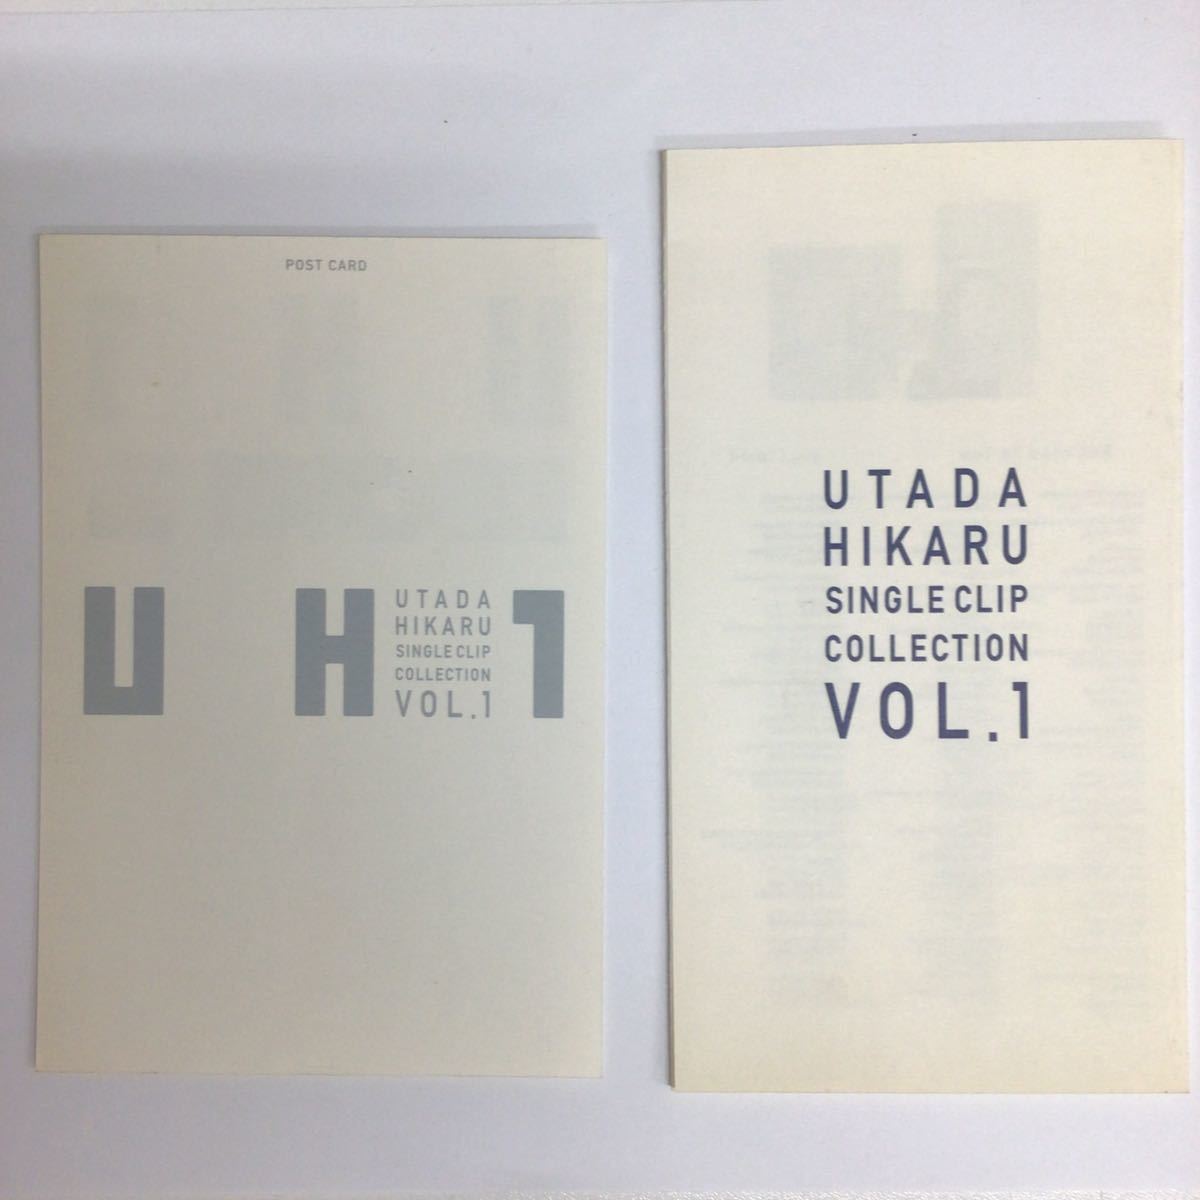 POST CARD
U H 1
UTADA
HIKARU
SINGLE CLIP
COLLECTION
VOL.1
UTADA
HIKARU
SINGLE CLIP
COLLECTION
VOL.1